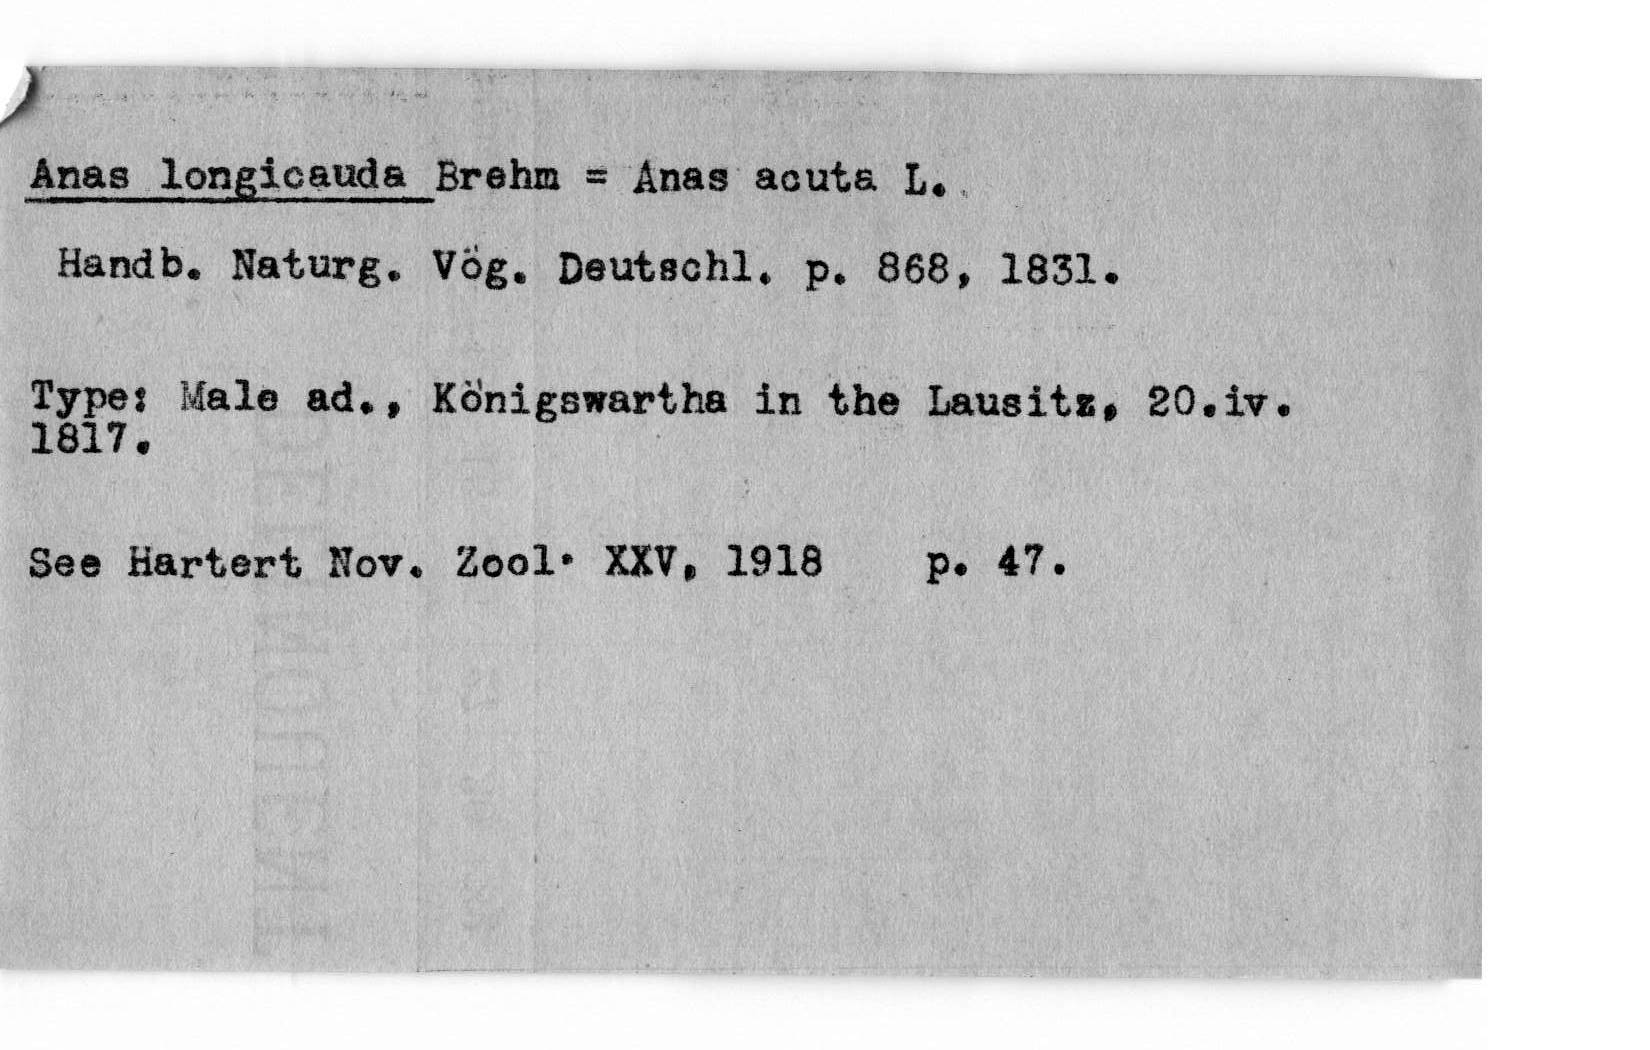 Anas longicauda Brehm = Anas acuta L.
Handb. Naturg. Vög. Deutschl. p. 868, 1831.
Type: Male ad., Königswartha in the Lausitz, 20.iv.
1817.
See Hartert Nov. Zool· XXV, 1918 p. 47.